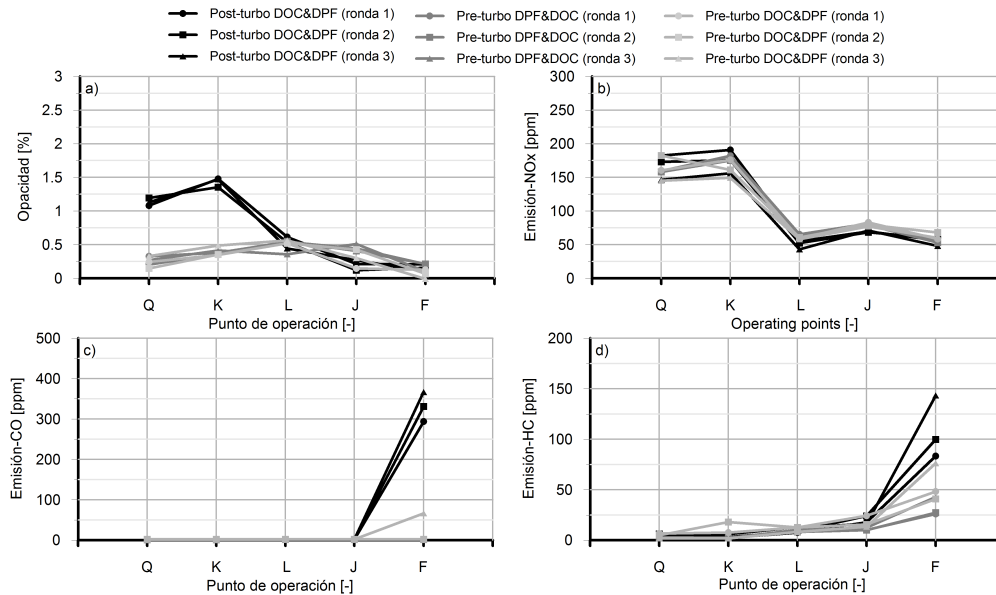 Post-turbo DOC&DPF (ronda 1)
Pre-turbo DPF&DOC (ronda 1)
Pre-turbo DOC&DPF (ronda 1)
Post-turbo DOC&DPF (ronda 2)
Pre-turbo DPF&DOC (ronda 2)
Pre-turbo DOC&DPF (ronda 2)
Post-turbo DOC&DPF (ronda 3)
Pre-turbo DPF&DOC (ronda 3)
Pre-turbo DOC&DPF (ronda 3)
a)
Opacidad [%]
3
2.5
2
1.5
1
0.5
0
Q K L J F
Punto de operación [-]
b)
Emisión-NOx [ppm]
300
250
200
150
100
50
0
Q K L J F
Operating points [-]
c)
Emisión-CO [ppm]
500
400
300
200
100
0
Q K L J F
Punto de operación [-]
d)
Emisión-HC [ppm]
200
150
100
50
0
Q K L J F
Punto de operación [-]